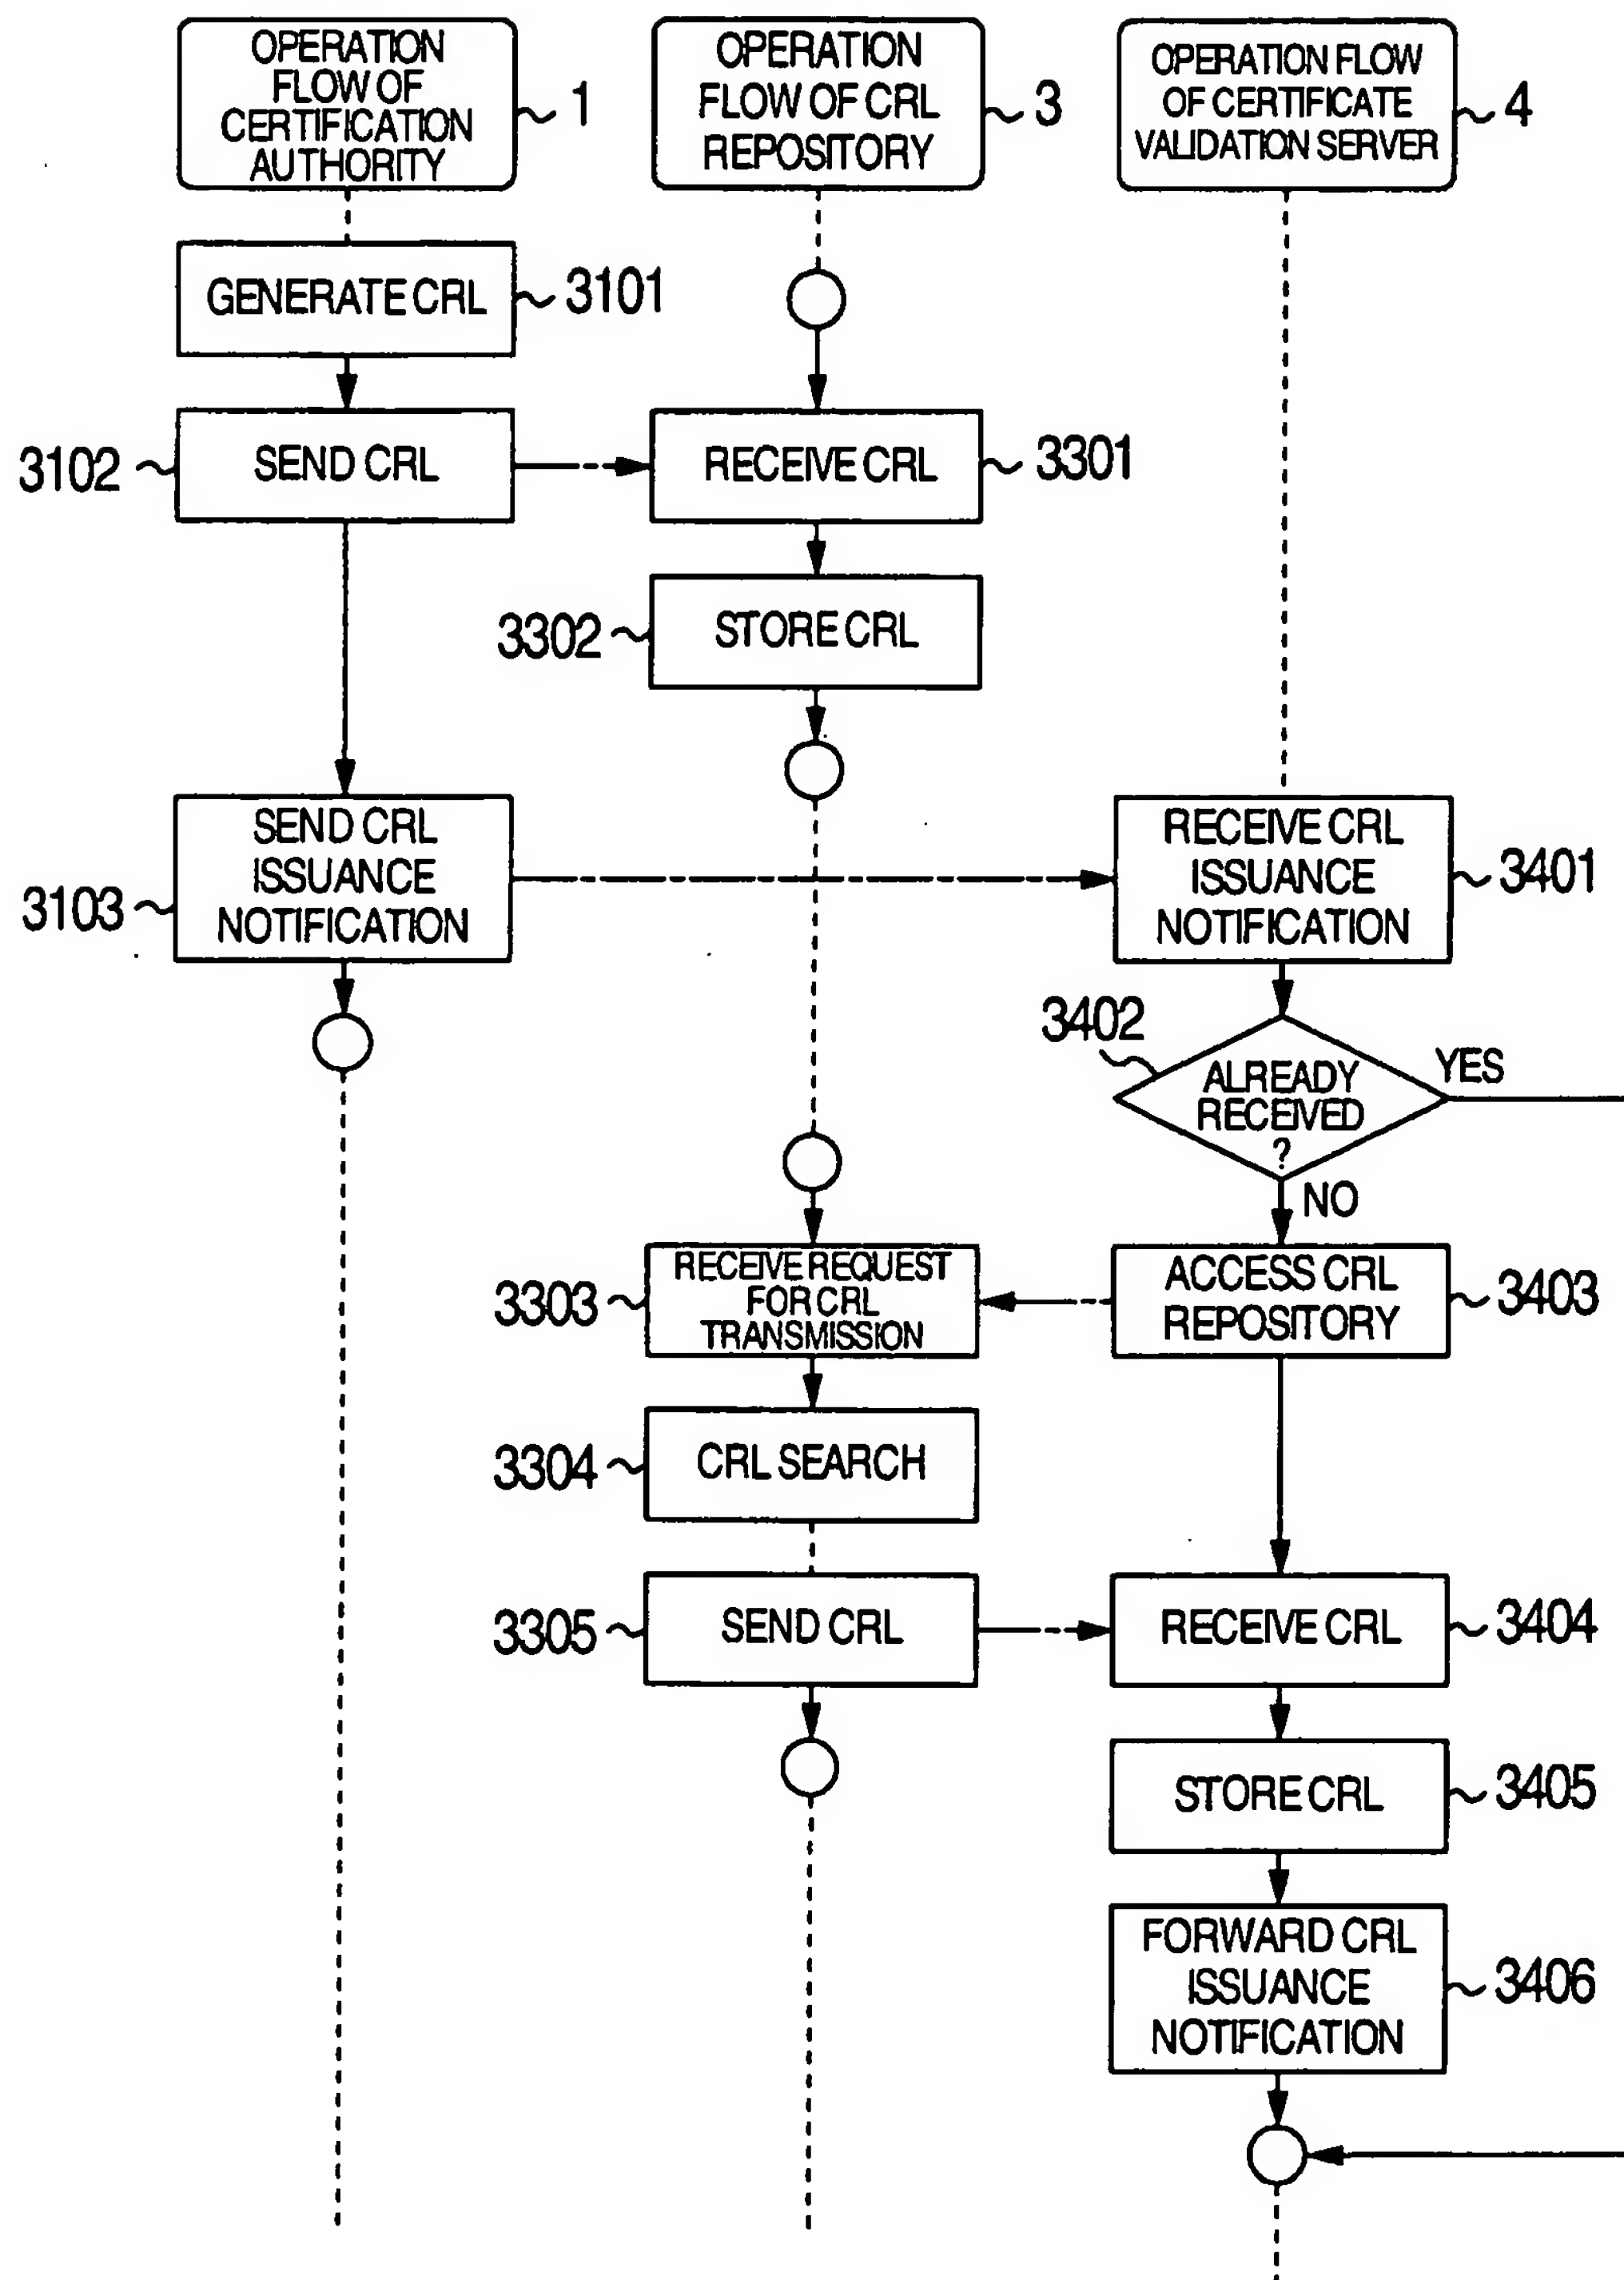 OPERATION
FLOW OF
CERTIFICATION
AUTHORITY
1
OPERATION
FLOW OF CRL
REPOSITORY
3
OPERATION FLOW
OF CERTIFICATE
VALIDATION SERVER
4
GENERATE CRL
3101
3102
SEND CRL
RECEIVE CRL
3301
3302
STORE CRL
3103
SEND CRL
ISSUANCE
NOTIFICATION
RECEIVE CRL
ISSUANCE
NOTIFICATION
3401
3402
ALREADY
RECEIVED
?
YES
NO
3303
RECEIVE REQUEST
FOR CRL
TRANSMISSION
ACCESS CRL
REPOSITORY
3403
3304
CRL SEARCH
3305
SEND CRL
RECEIVE CRL
3404
STORE CRL
3405
FORWARD CRL
ISSUANCE
NOTIFICATION
3406